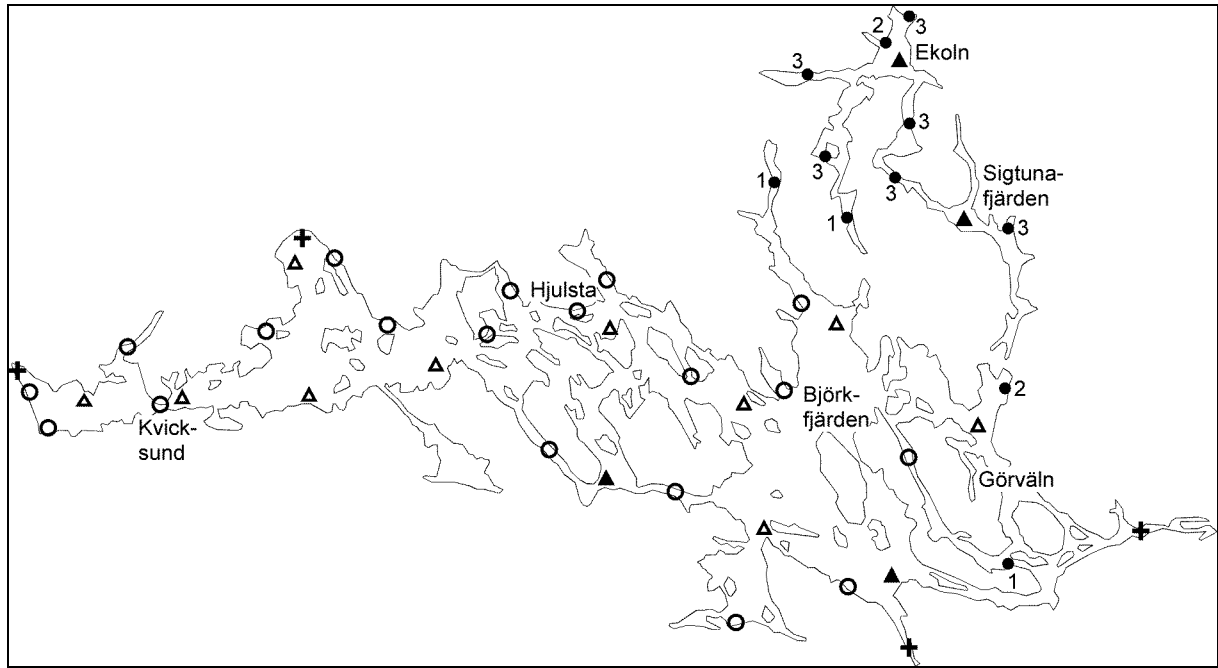 2
3
Ekoln
3
3
3
Sigtuna-
fjärden
1
3
1
3
Hjulsta
2
Björk-
fjärden
Kvick-
sund
Görväln
1